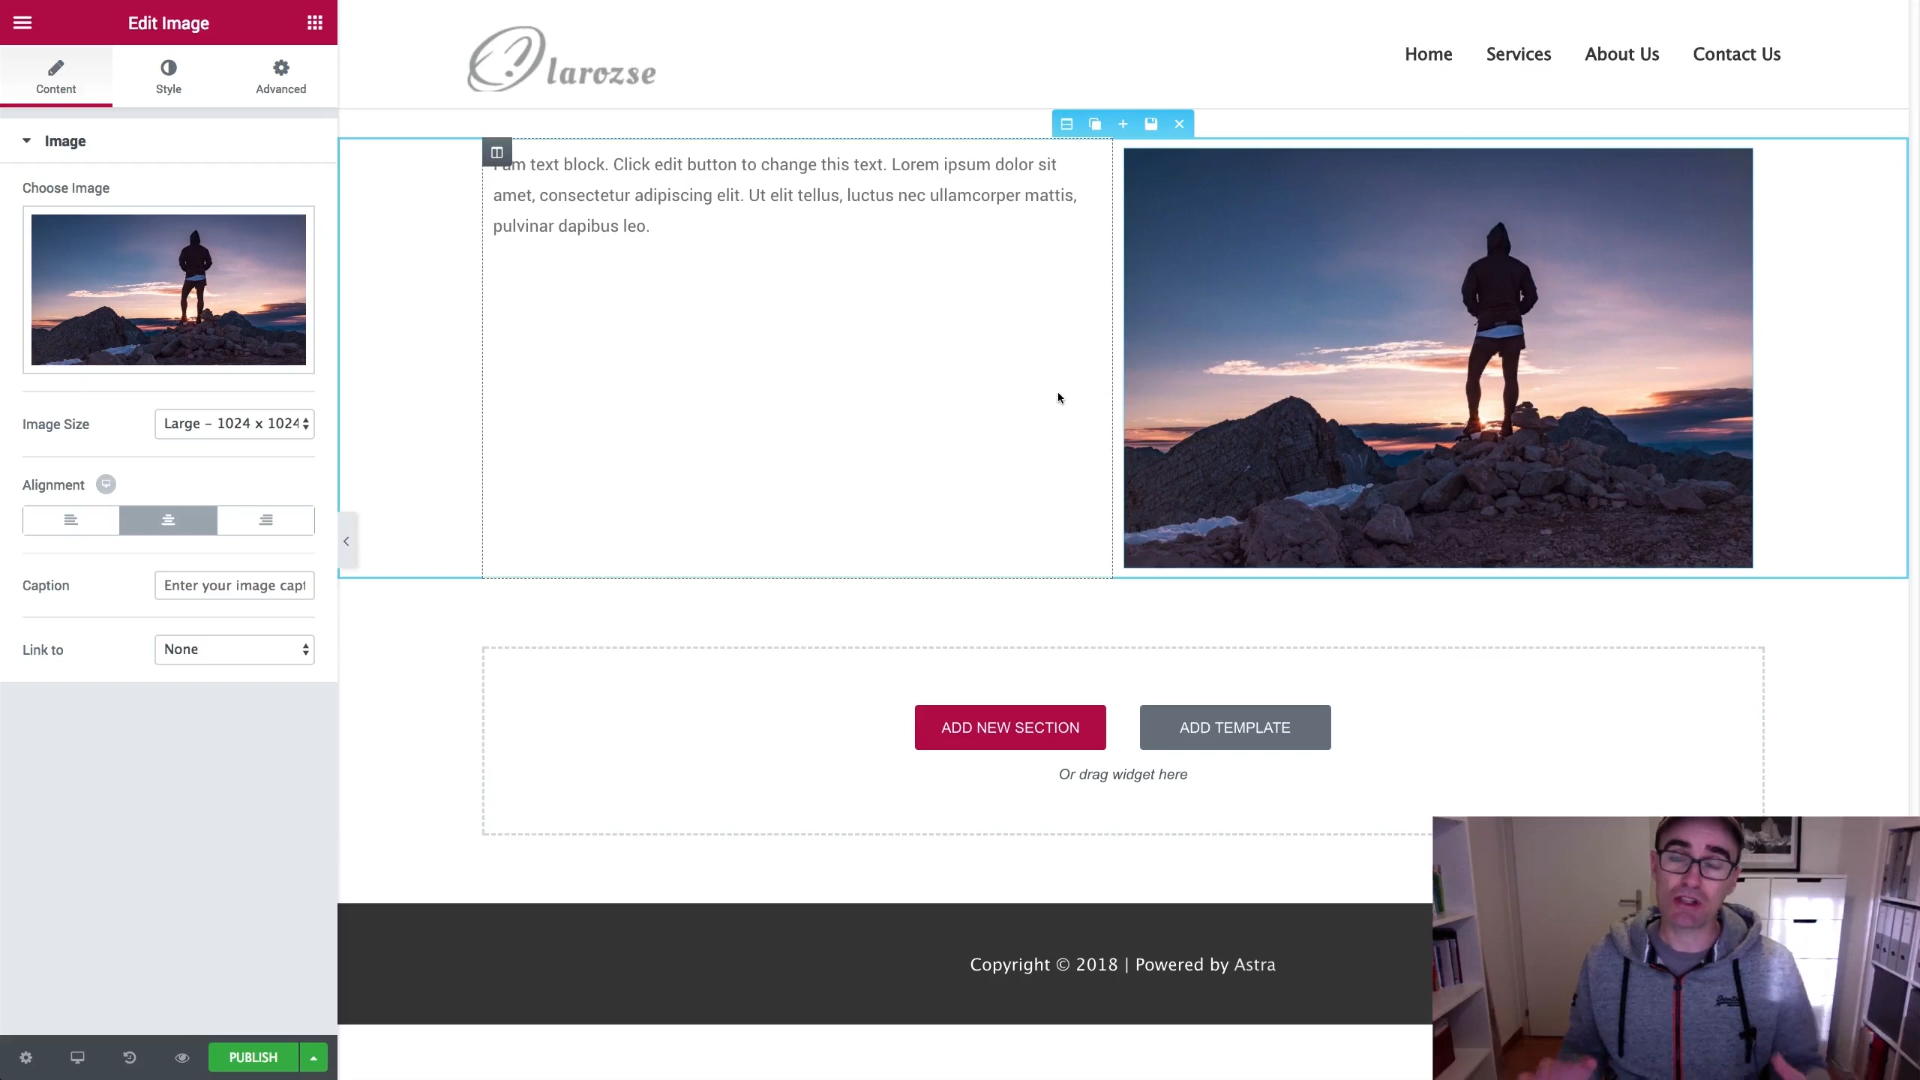 Edit Image
Content
Style
Advanced
Image
Choose Image
Image Size
Large - 1024 x 1024
Alignment
Caption
Enter your image capt
Link to
None
PUBLISH
larozse
Home
Services
About Us
Contact Us
am text block. Click edit button to change this text. Lorem ipsum dolor sit
amet, consectetur adipiscing elit. Ut elit tellus, luctus nec ullamcorper mattis,
pulvinar dapibus leo.
ADD NEW SECTION
ADD TEMPLATE
Or drag widget here
Copyright © 2018 | Powered by Astra